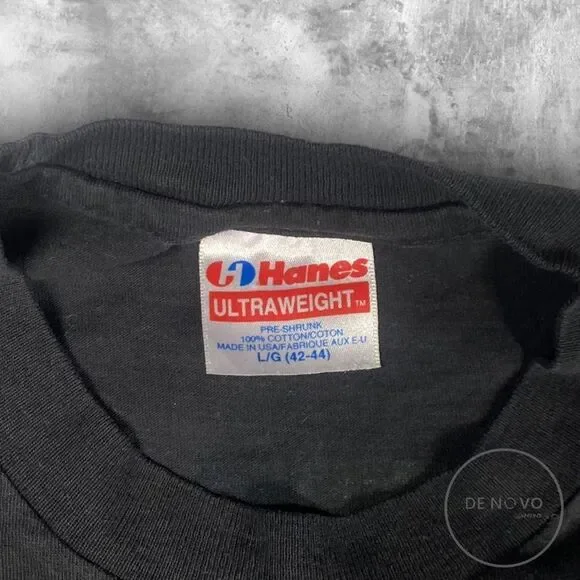 Hanes
ULTRAWEIGHT™
PRE-SHRUNK
100% COTTON/COTON
MADE IN USA/FABRIQUE AUX E-U
L/G (42-44)
DE NOVO